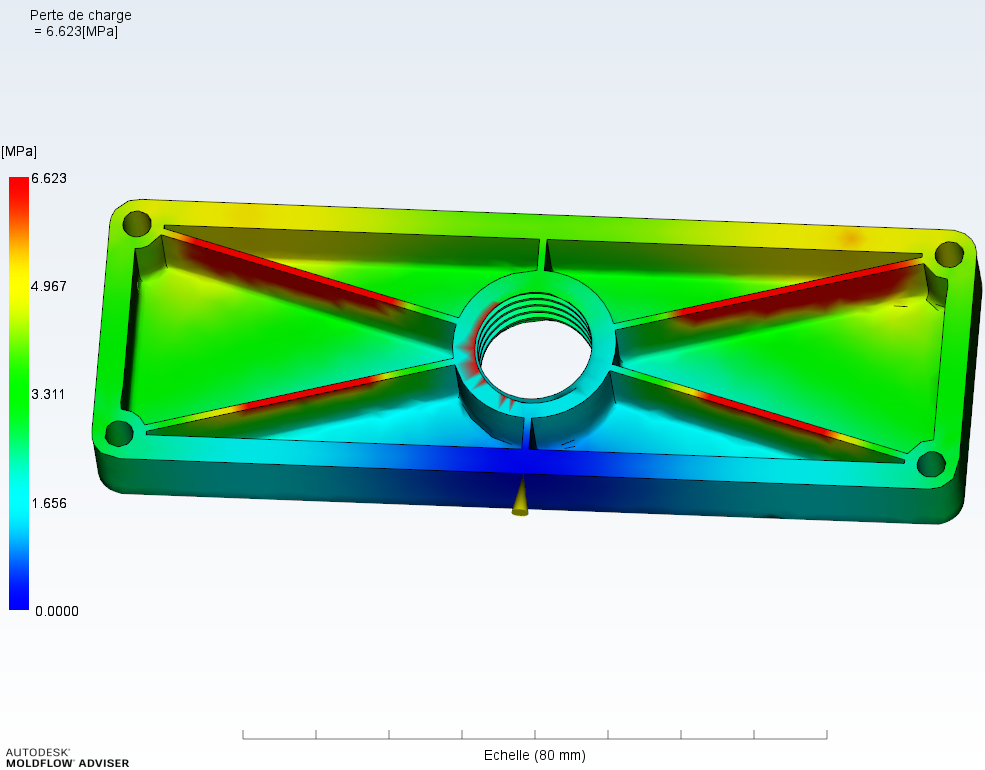 Perte de charge
= 6.623[MPa]
[MPa]
6.623
4.967
3.311
1.656
0.0000
Echelle (80 mm)
AUTODESK®
MOLDFLOW® ADVISER